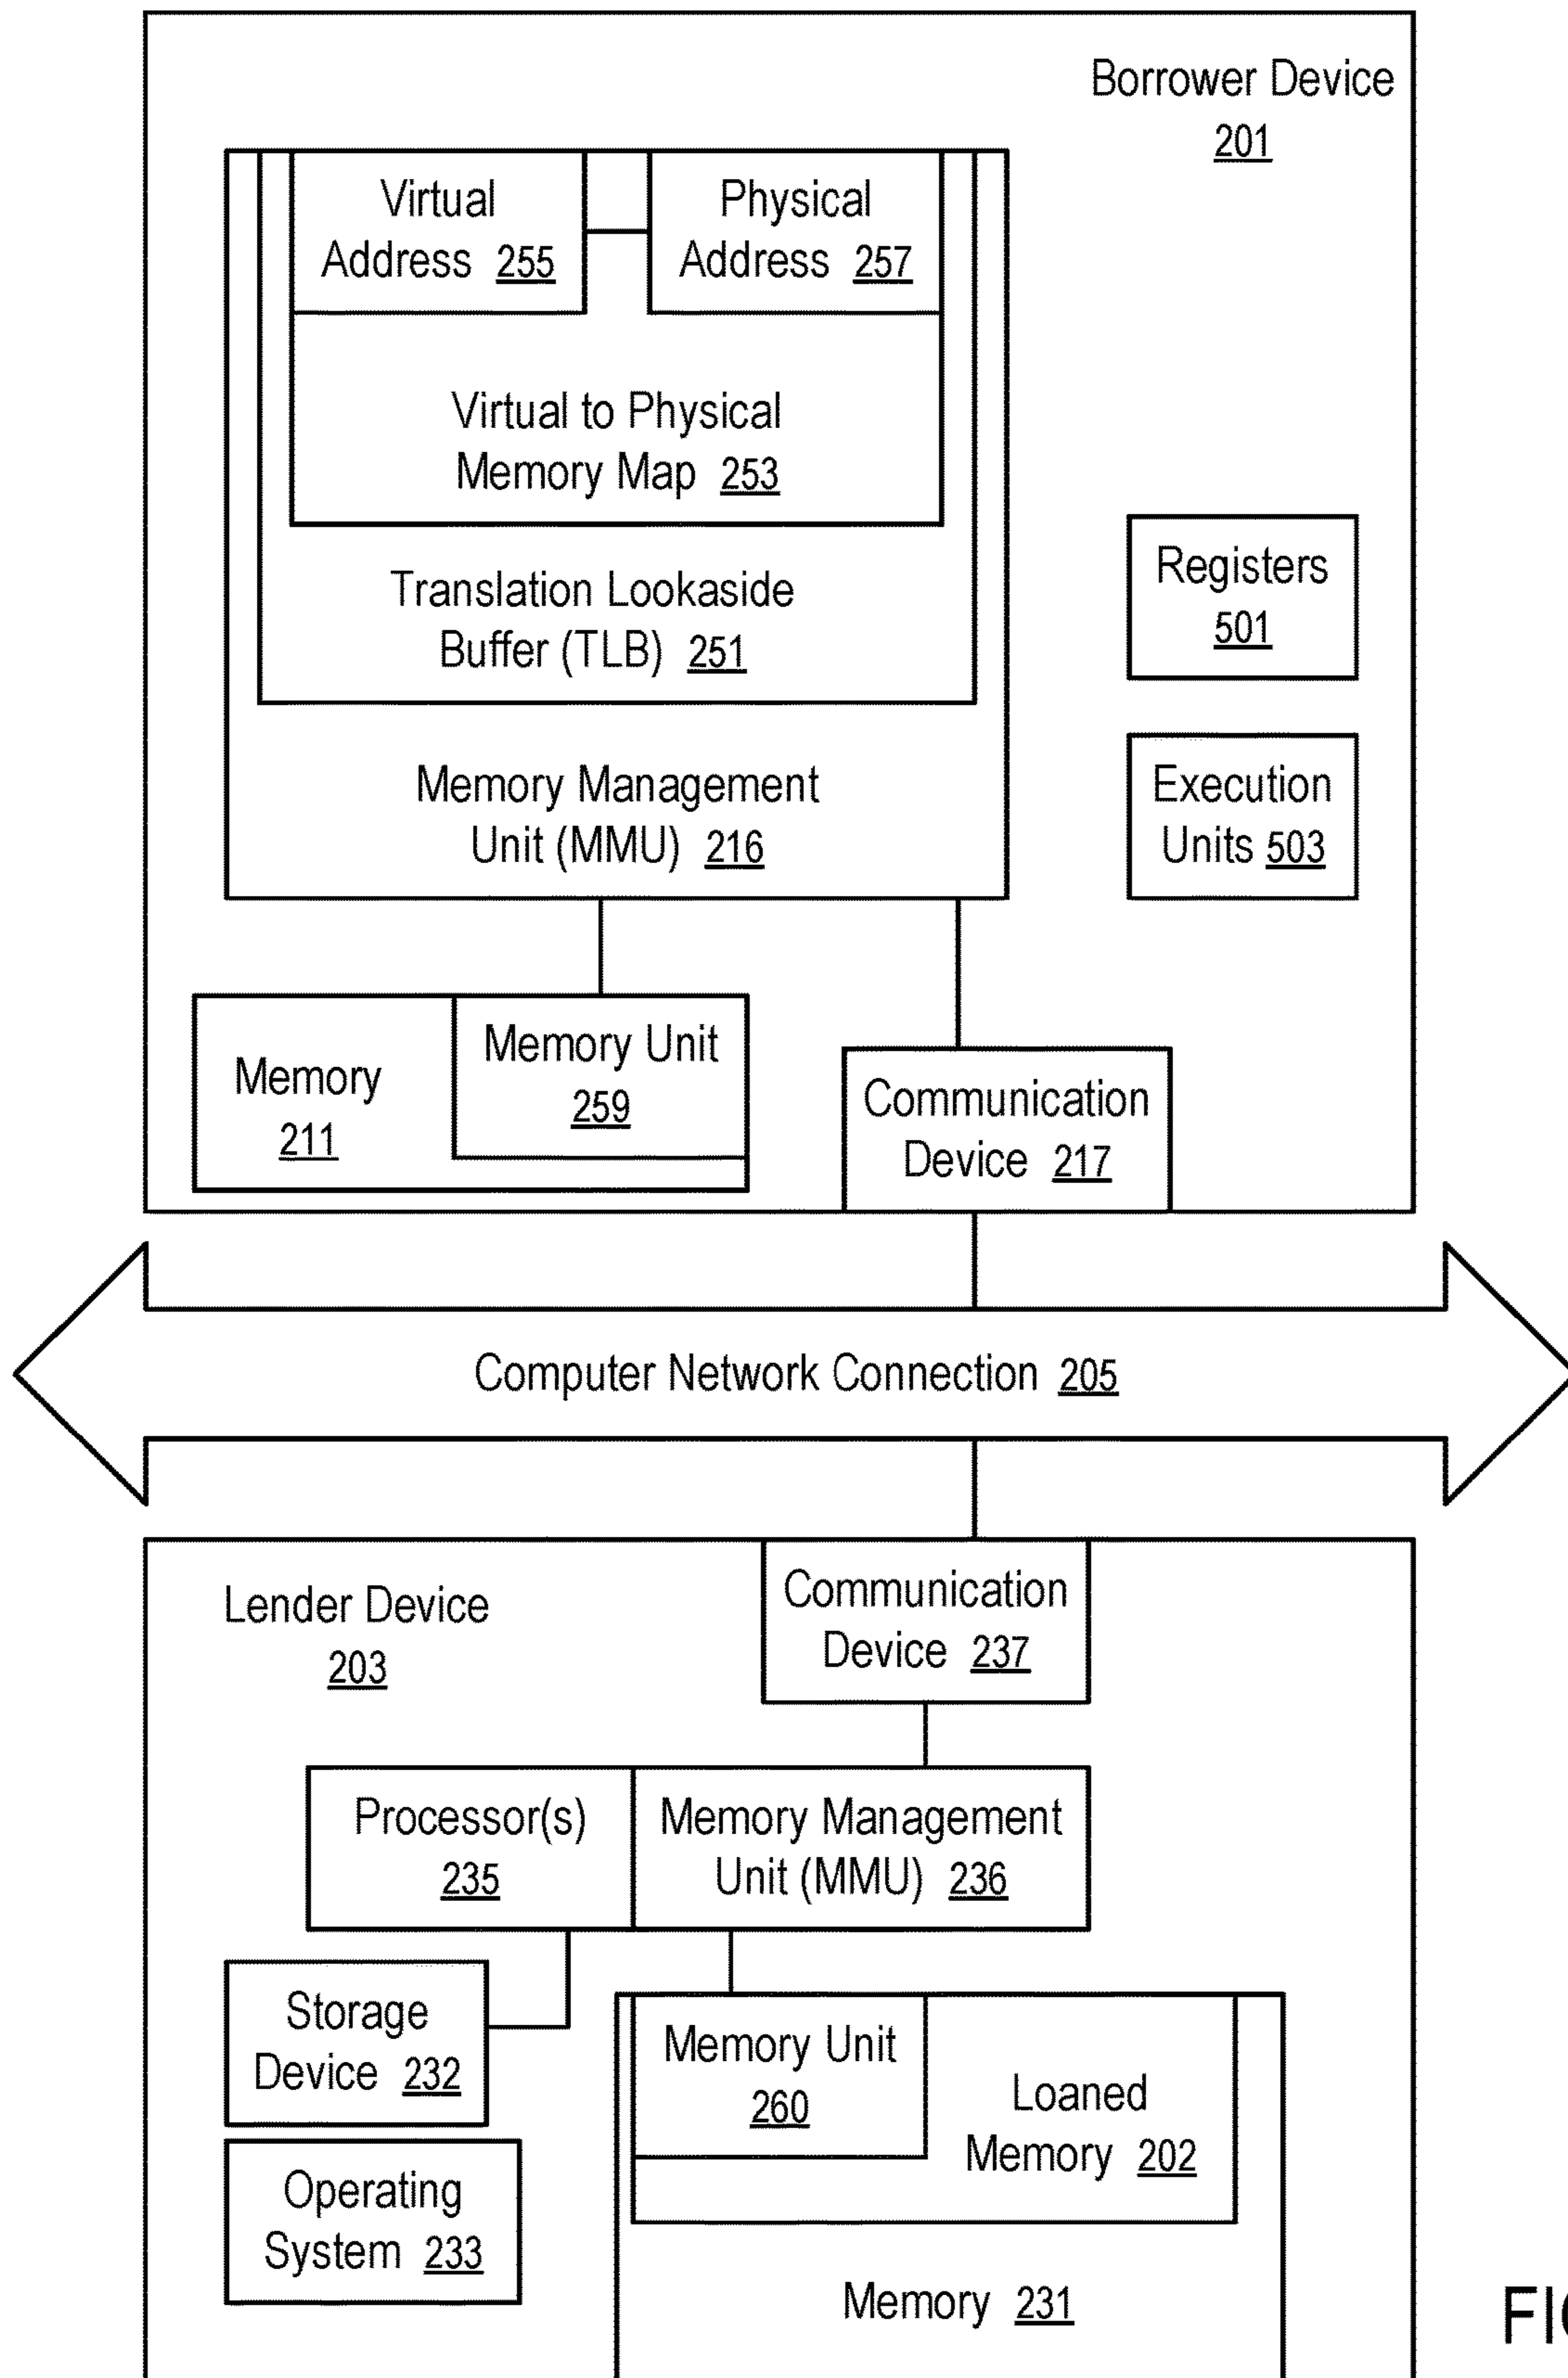 Borrower Device
201
Virtual
Address 255
Physical
Address 257
Virtual to Physical
Memory Map 253
Translation Lookaside
Buffer (TLB) 251
Registers
501
Memory Management
Unit (MMU) 216
Execution
Units 503
Memory
211
Memory Unit
259
Communication
Device 217
Computer Network Connection 205
Lender Device
203
Communication
Device 237
Processor(s)
235
Memory Management
Unit (MMU) 236
Storage
Device 232
Memory Unit
260
Loaned
Memory 202
Operating
System 233
Memory 231